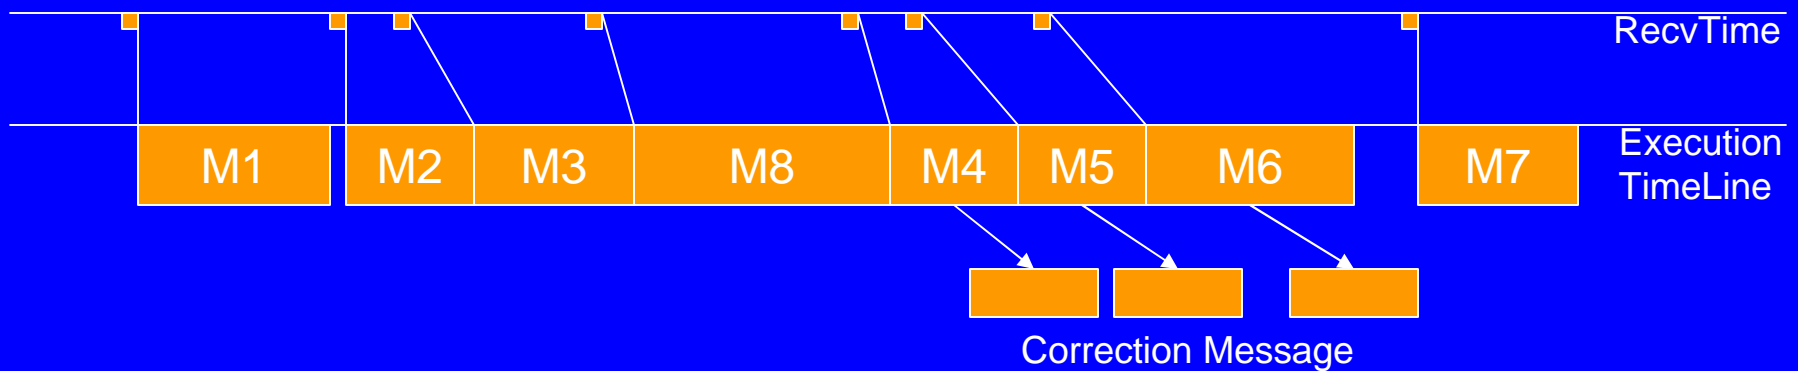 RecvTime
M1 M2 M3 M8 M4 M5 M6 M7
Execution
TimeLine
Correction Message